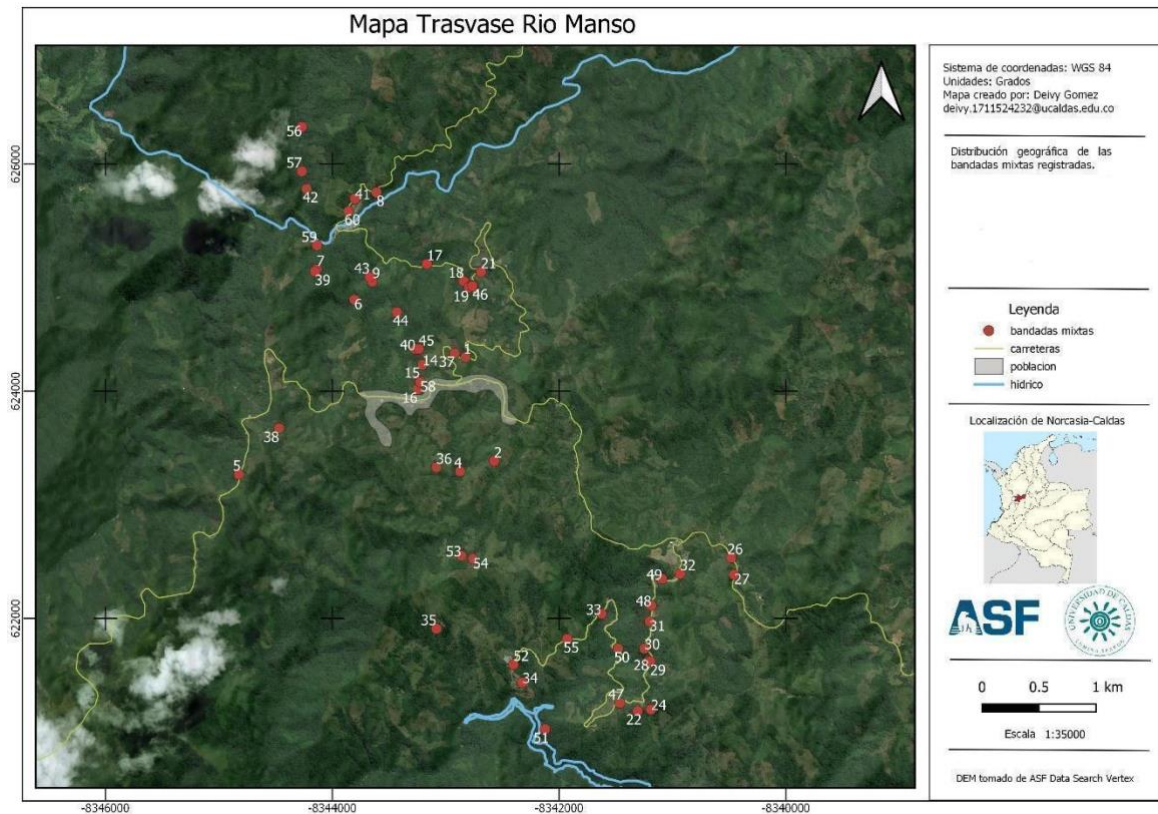 Mapa Trasvase Rio Manso
Sistema de coordenadas: WGS 84
Unidades: Grados
Mapa creado por: Deivy Gomez
deivy.1711524232@ucaldas.edu.co
Distribución geográfica de las
bandadas mixtas registradas.
Leyenda
bandadas mixtas
carreteras
poblacion
hidrico
Localización de Norcasia-Caldas
ASF
UNIVERSIDAD DE CALDAS
0 0.5 1 km
Escala 1:35000
DEM tomado de ASF Data Search Vertex
626000
624000
622000
-8346000 -8344000 -8342000 -8340000
56
57
42
41
8
60
59
7
39
43
9
6
17
18
21
19
46
44
40
45
37
1
14
15
58
16
38
5
36
4
2
53
54
35
26
27
49
32
48
33
31
55
50
30
28
29
52
34
47
22
24
51